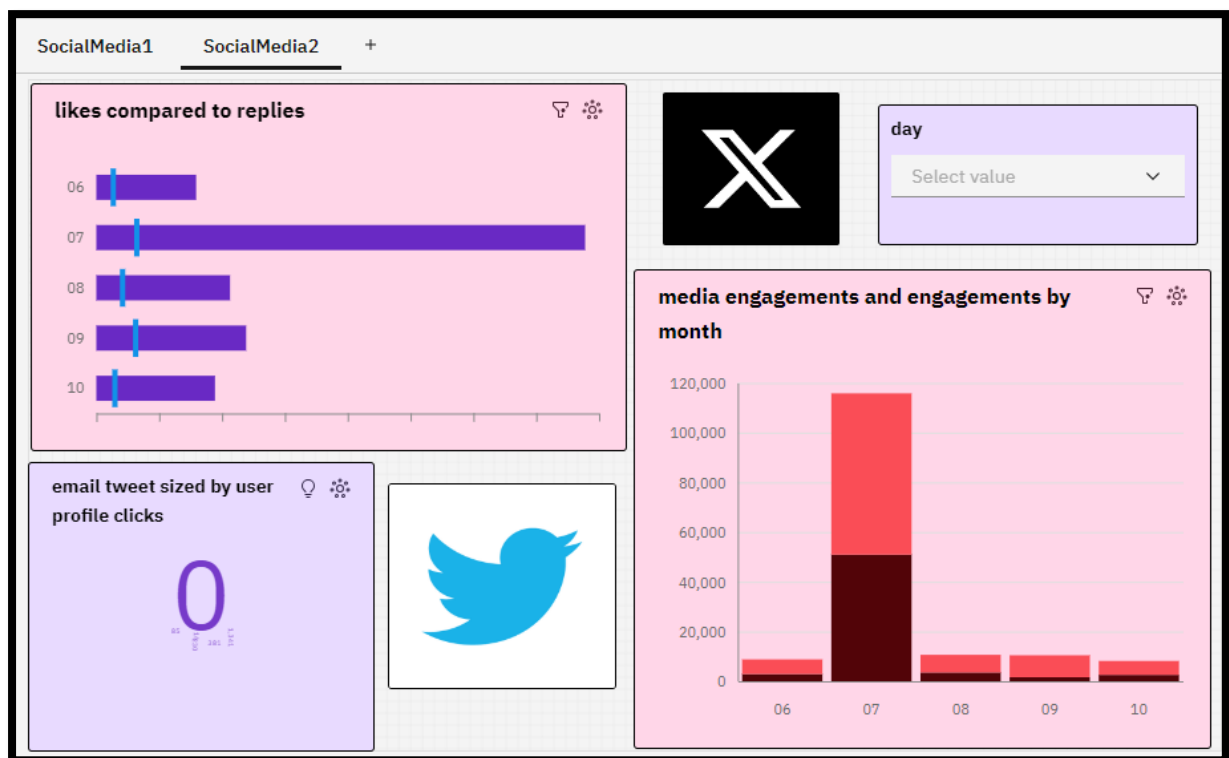 SocialMedia1 SocialMedia2 +
likes compared to replies
06
07
08
09
10
day
Select value
media engagements and engagements by
month
120,000
100,000
80,000
60,000
40,000
20,000
0
06 07 08 09 10
email tweet sized by user
profile clicks
0